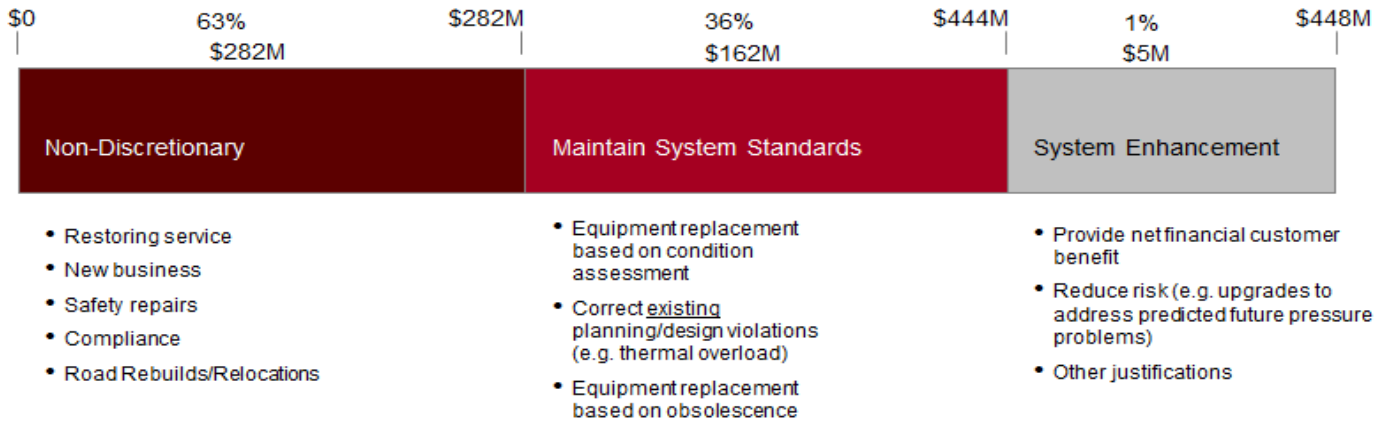 $0 63% $282M 36% $444M 1% $448M
$282M $162M $5M
Non-Discretionary Maintain System Standards System Enhancement
• Restoring service
• New business
• Safety repairs
• Compliance
• Road Rebuilds/Relocations
• Equipment replacement
based on condition
assessment
• Correct existing
planning/design violations
(e.g. thermal overload)
• Equipment replacement
based on obsolescence
• Provide net financial customer
benefit
• Reduce risk (e.g. upgrades to
address predicted future pressure
problems)
• Other justifications